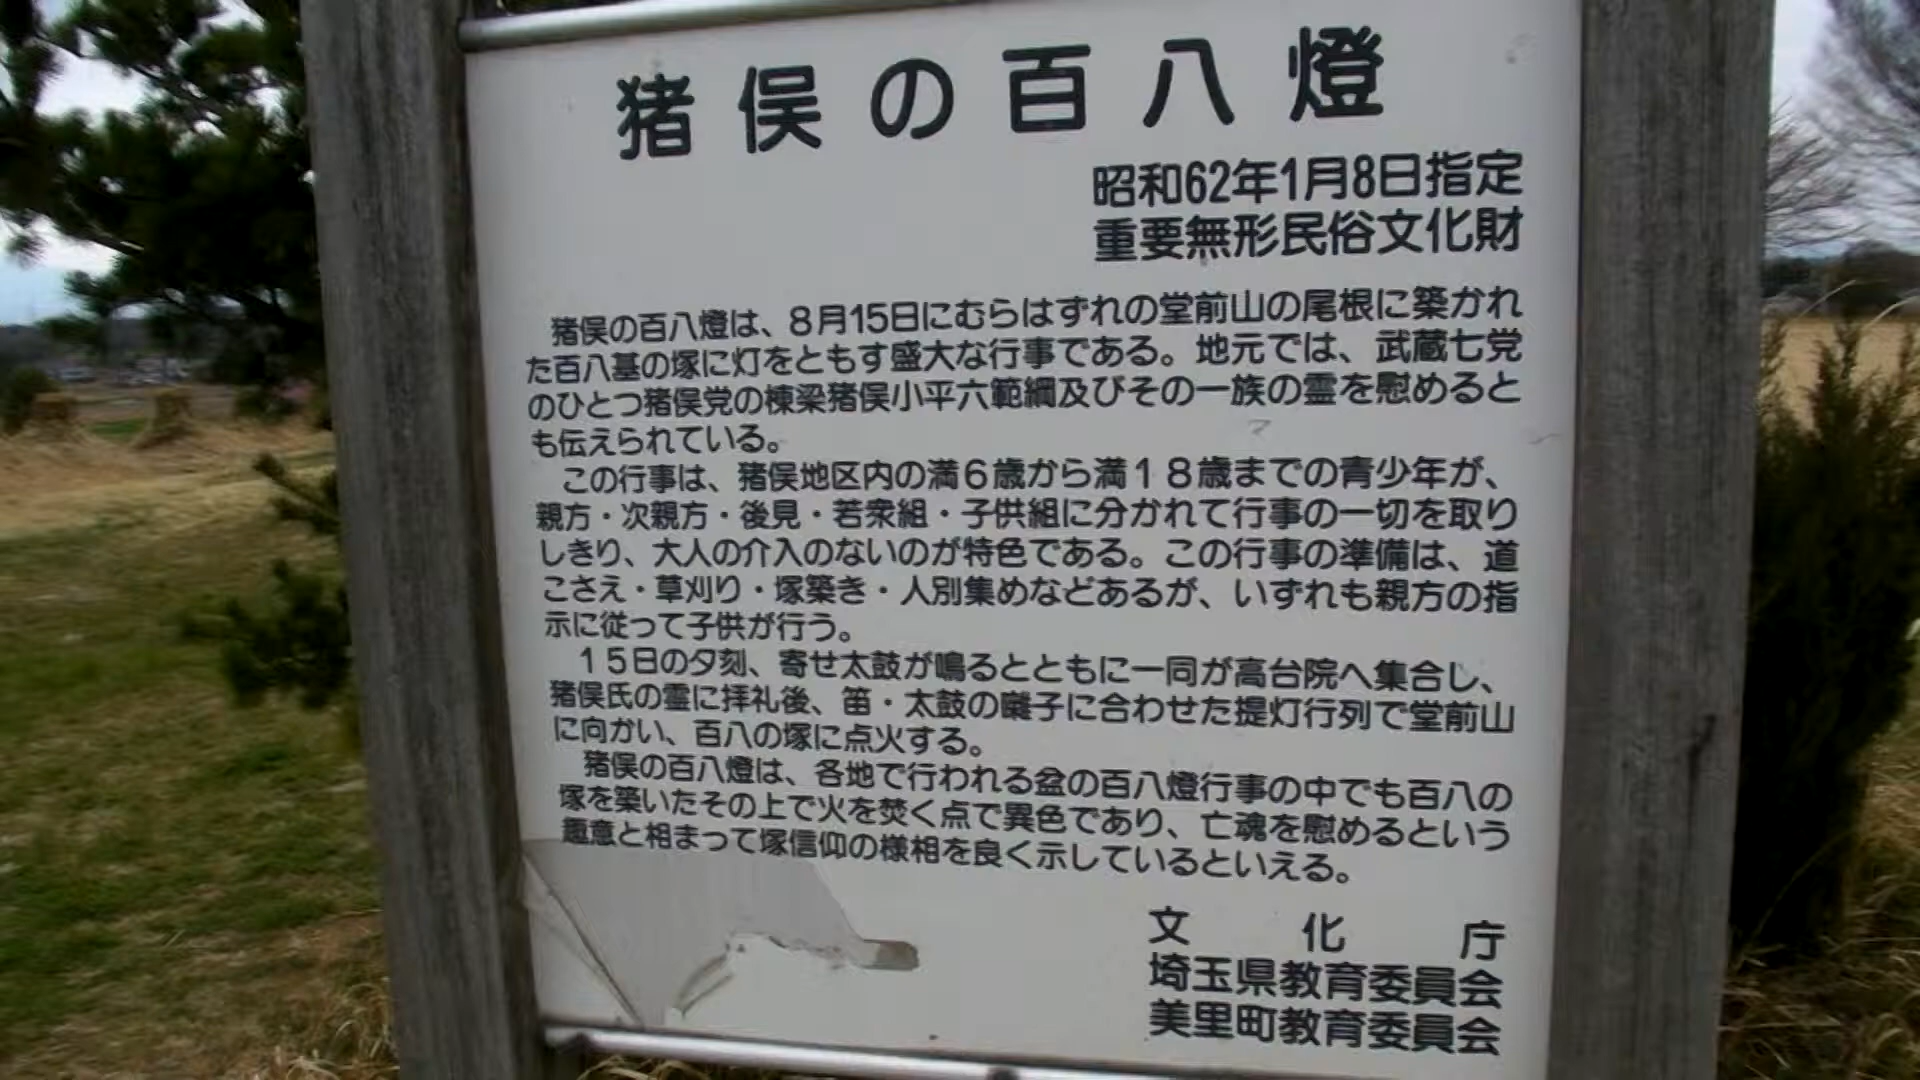 猪俣の百八燈
昭和62年1月8日指定
重要無形民俗文化財
猪俣の百八燈は、8月15日にむらはずれの堂前山の尾根に築かれ
た百八基の塚に灯をともす盛大な行事である。地元では、武蔵七党
のひとつ猪俣党の棟梁猪俣小平六範綱及びその一族の霊を慰めると
も伝えられている。
この行事は、猪俣地区内の満6歳から満18歳までの青少年が、
親方・次親方・後見・若衆組・子供組に分かれて行事の一切を取り
しきり、大人の介入のないのが特色である。この行事の準備は、道
こさえ・草刈り・塚築き・人別集めなどあるが、いずれも親方の指
示に従って子供が行う。
15日の夕刻、寄せ太鼓が鳴るとともに一同が高台院へ集合し、
猪俣氏の霊に拝礼後、笛・太鼓の囃子に合わせた提灯行列で堂前山
に向かい、百八の塚に点火する。
猪俣の百八燈は、各地で行われる盆の百八燈行事の中でも百八の
塚を築いたその上で火を焚く点で異色であり、亡魂を慰めるという
趣意と相まって塚信仰の様相を良く示しているといえる。
文化庁
埼玉県教育委員会
美里町教育委員会